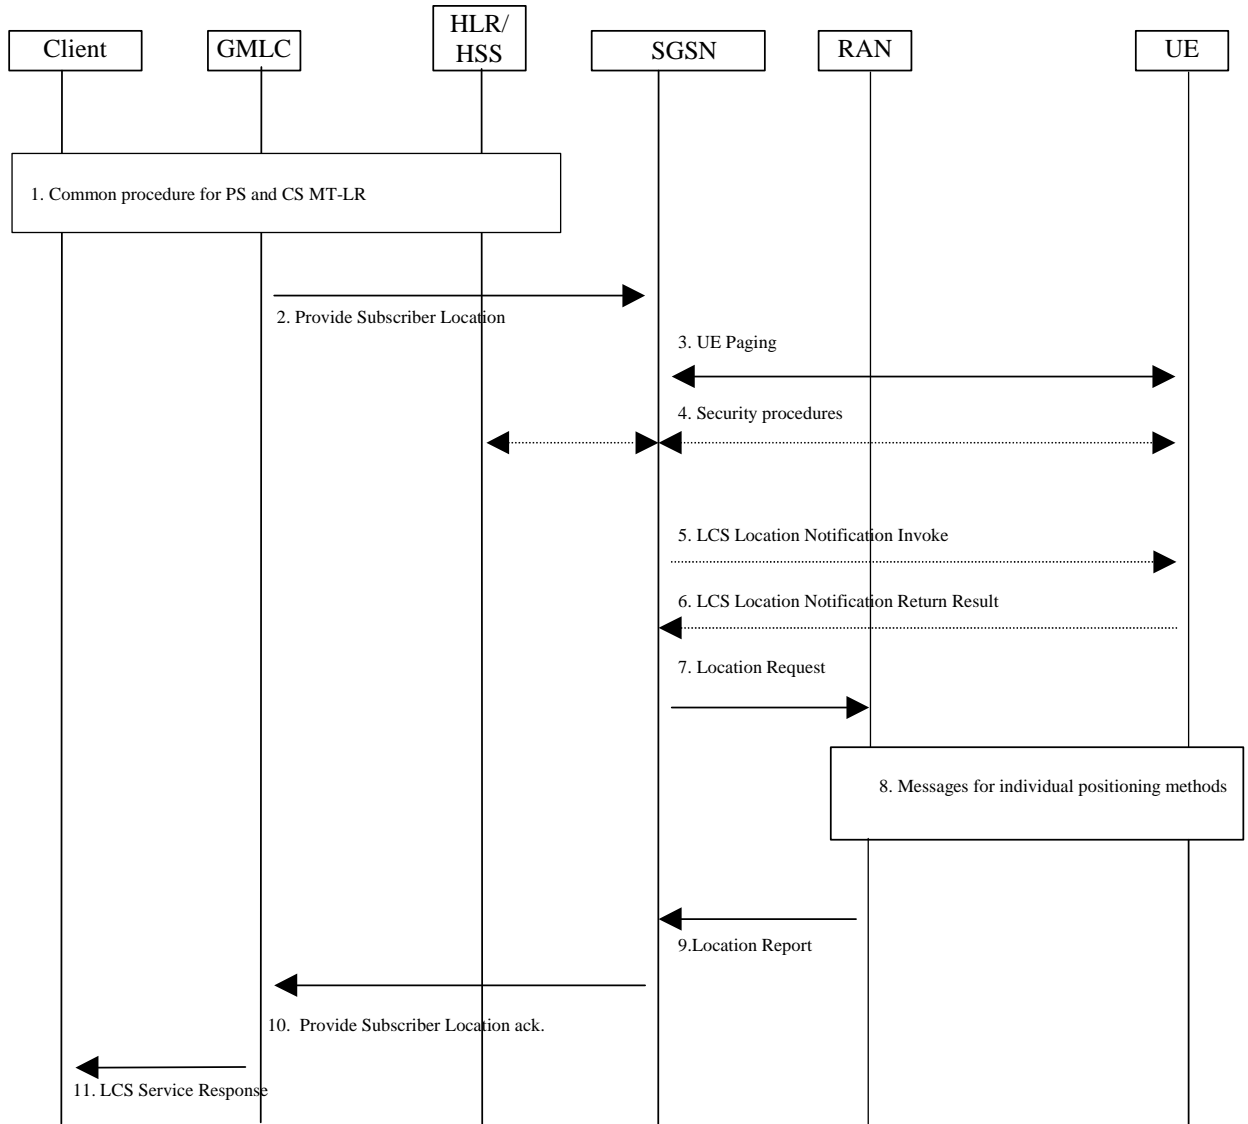 Client
GMLC
HLR/
HSS
SGSN
RAN
UE
1. Common procedure for PS and CS MT-LR
2. Provide Subscriber Location
3. UE Paging
4. Security procedures
5. LCS Location Notification Invoke
6. LCS Location Notification Return Result
7. Location Request
8. Messages for individual positioning methods
9.Location Report
10.  Provide Subscriber Location ack.
11. LCS Service Response